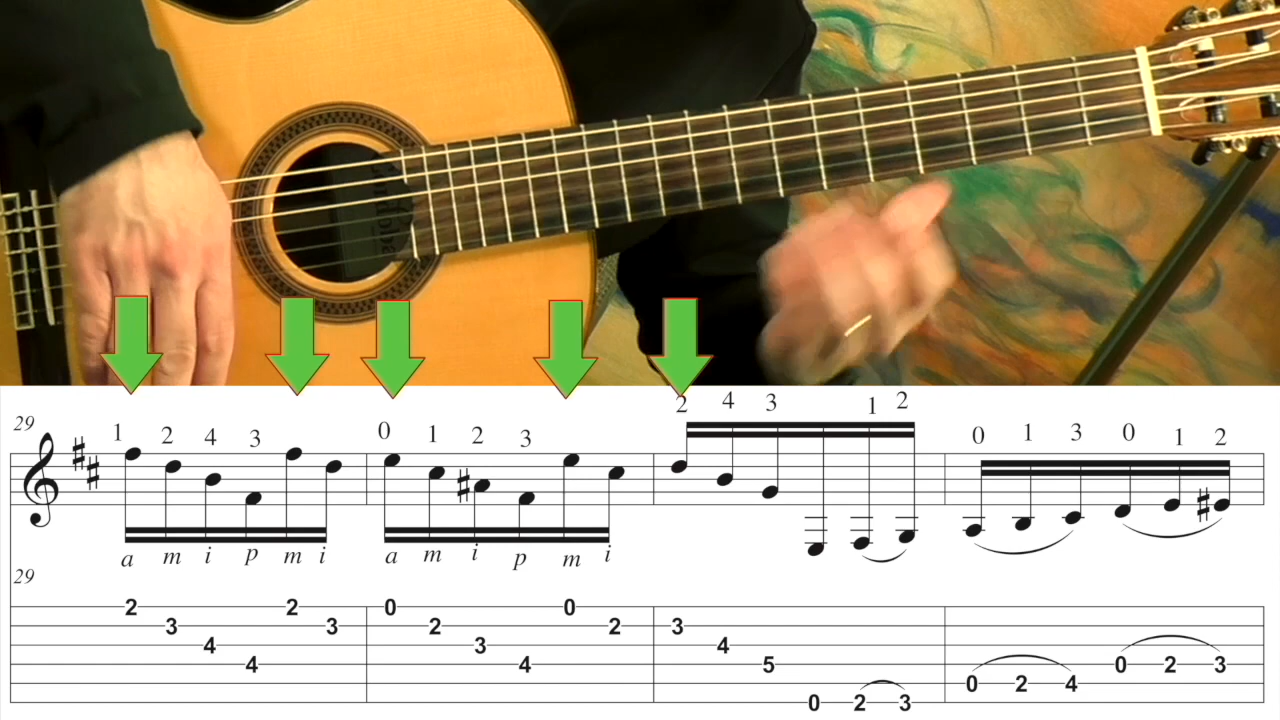 29
1 2 4 3 0 1 2 3 2 4 3 1 2 0 1 3 0 1 2
a m i p m i a m i p m i
29
2 2 0 0
3 3 2 2 3
4 3 4
4 4 5 0 2 3
0 2 4
0 2 3